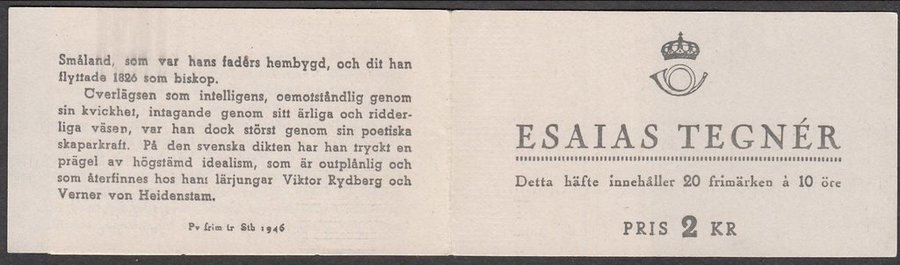 Småland, som var hans faders hembygd, och dit han
flyttade 1826 som biskop.
Överlägsen som intelligens, oemotståndlig genom
sin kvickhet, intagande genom sitt ärliga och ridder-
liga väsen, var han dock störst genom sin poetiska
skaparkraft. På den svenska dikten har han tryckt en
prägel av högstämd idealism, som är outplånlig och
som återfinnes hos hans lärjungar Viktor Rydberg och
Verner von Heidenstam.
Pv frim tr Sth 1946
ESAIAS TEGNÉR
Detta häfte innehåller 20 frimärken à 10 öre
PRIS 2 KR